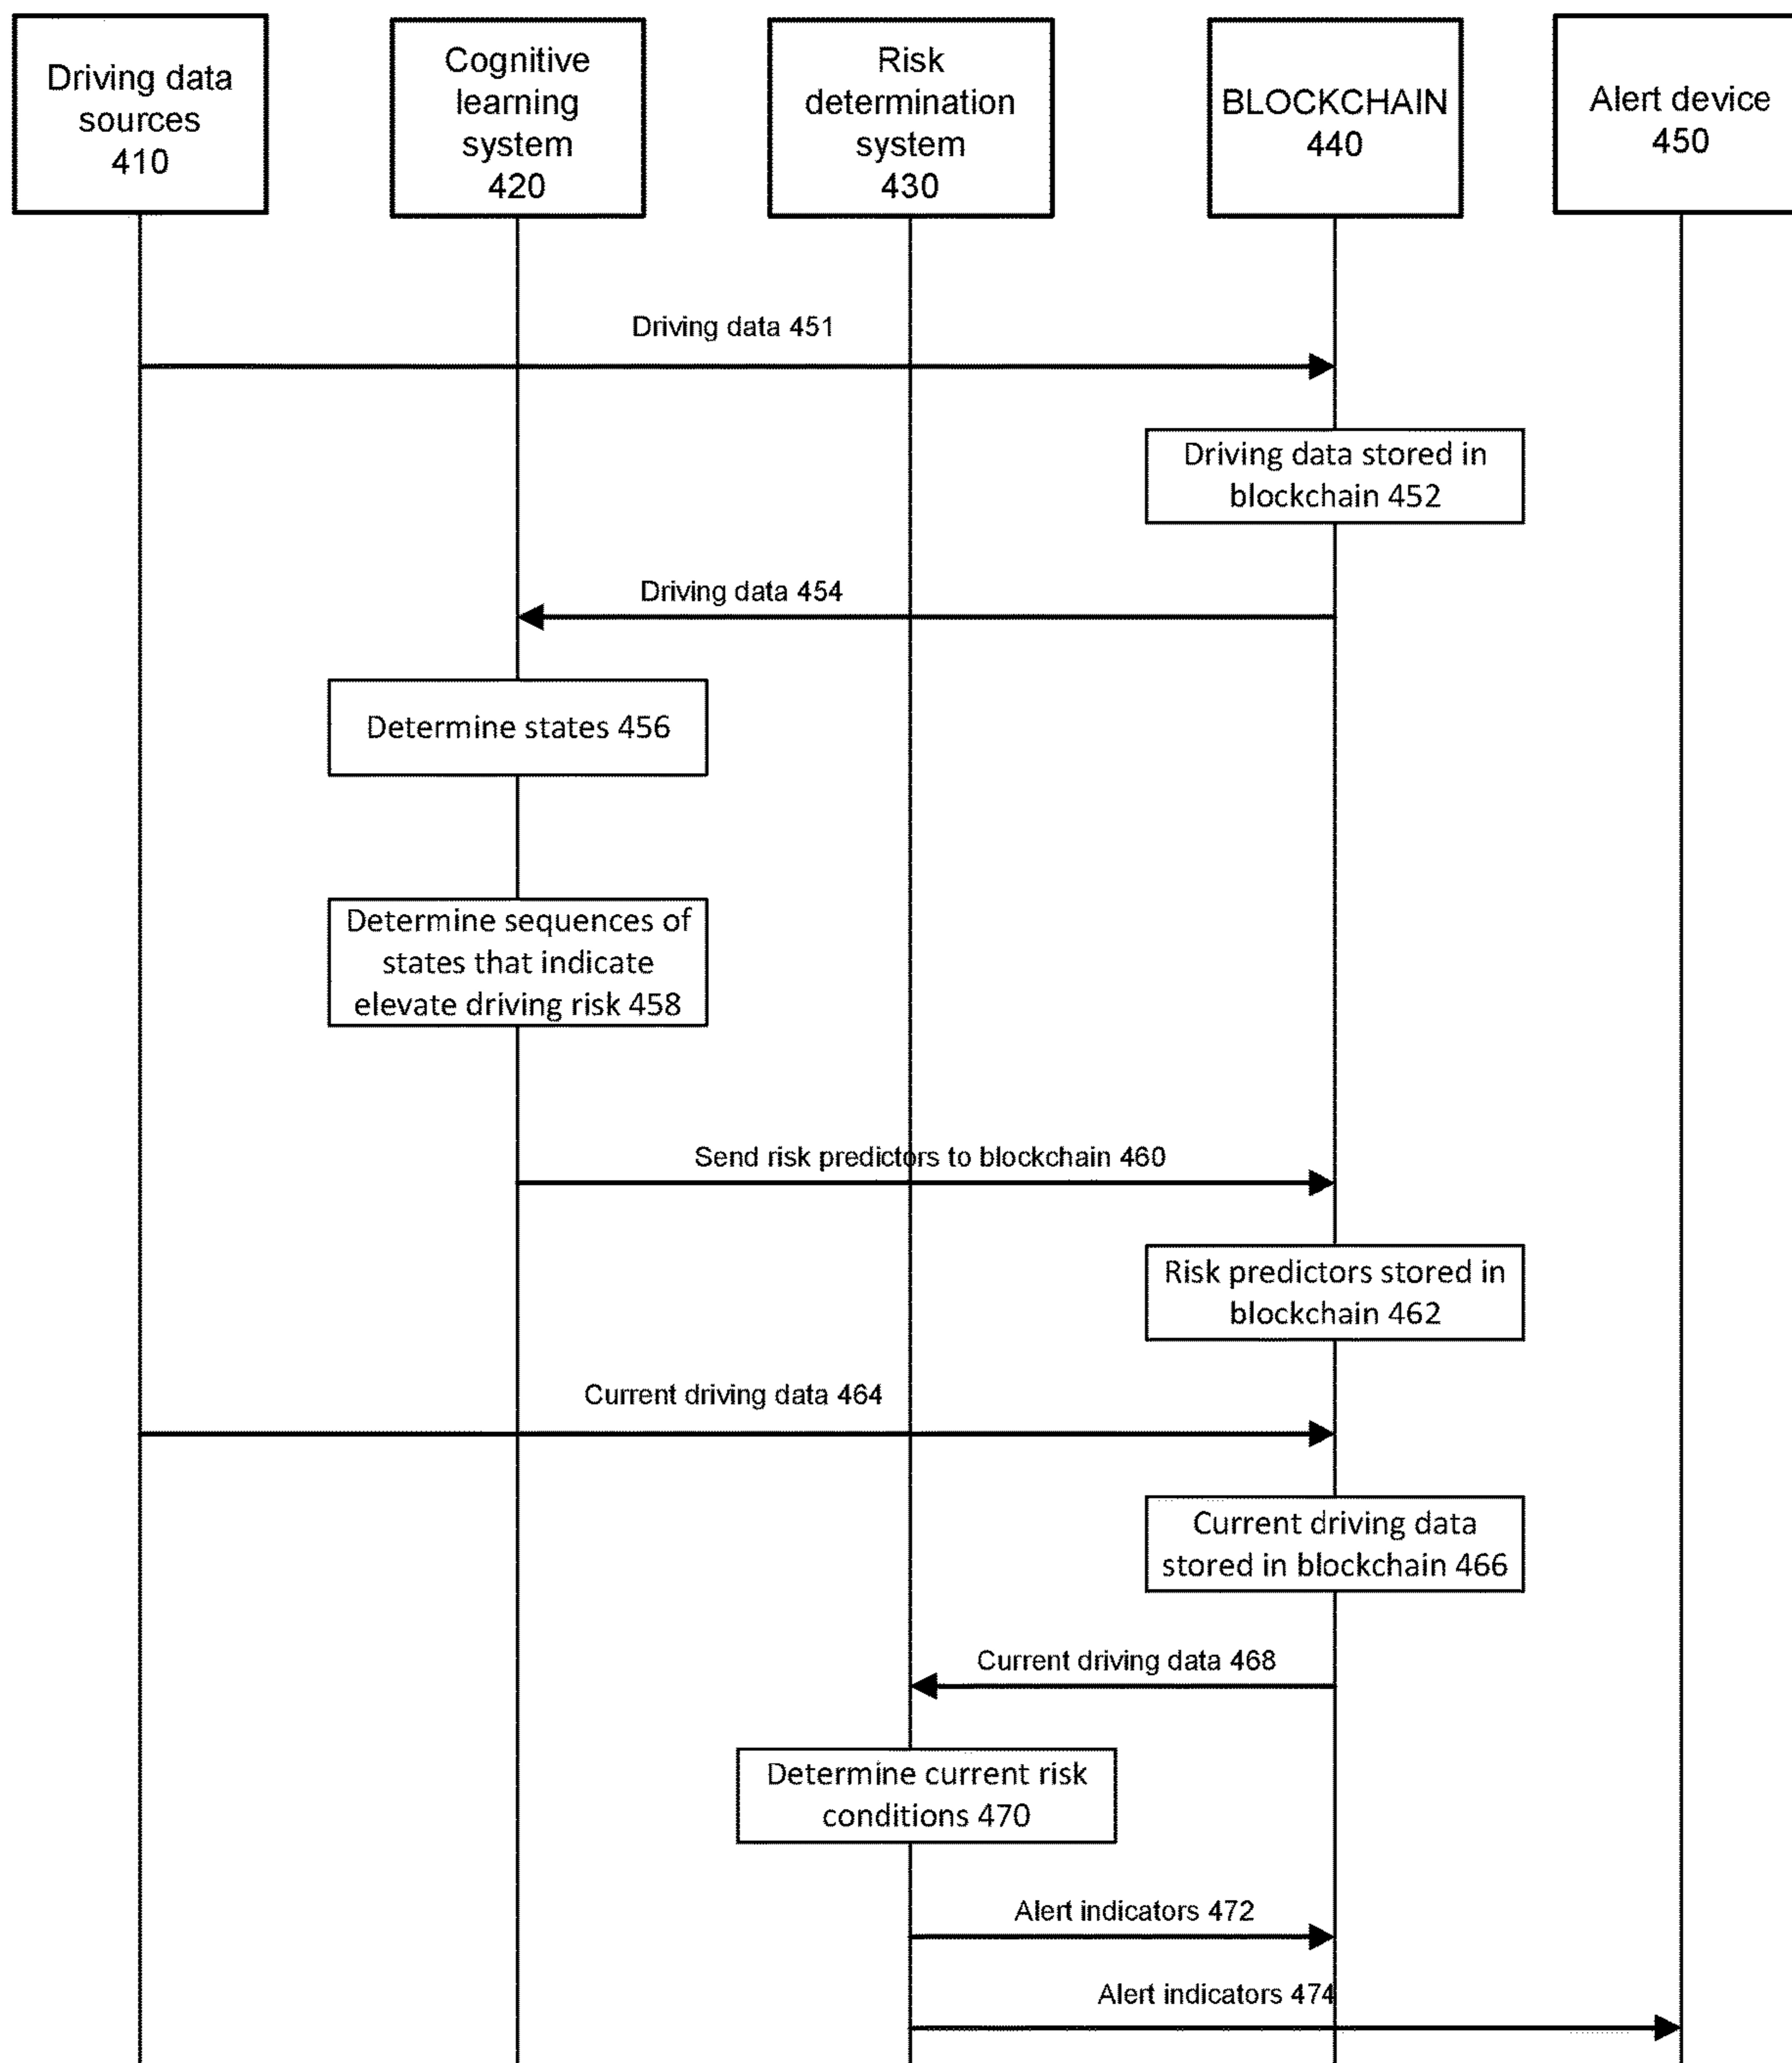 Driving data
sources
410
Cognitive
learning
system
420
Risk
determination
system
430
BLOCKCHAIN
440
Alert device
450
Driving data 451
Driving data stored in
blockchain 452
Driving data 454
Determine states 456
Determine sequences of
states that indicate
elevate driving risk 458
Send risk predictors to blockchain 460
Risk predictors stored in
blockchain 462
Current driving data 464
Current driving data
stored in blockchain 466
Current driving data 468
Determine current risk
conditions 470
Alert indicators 472
Alert indicators 474